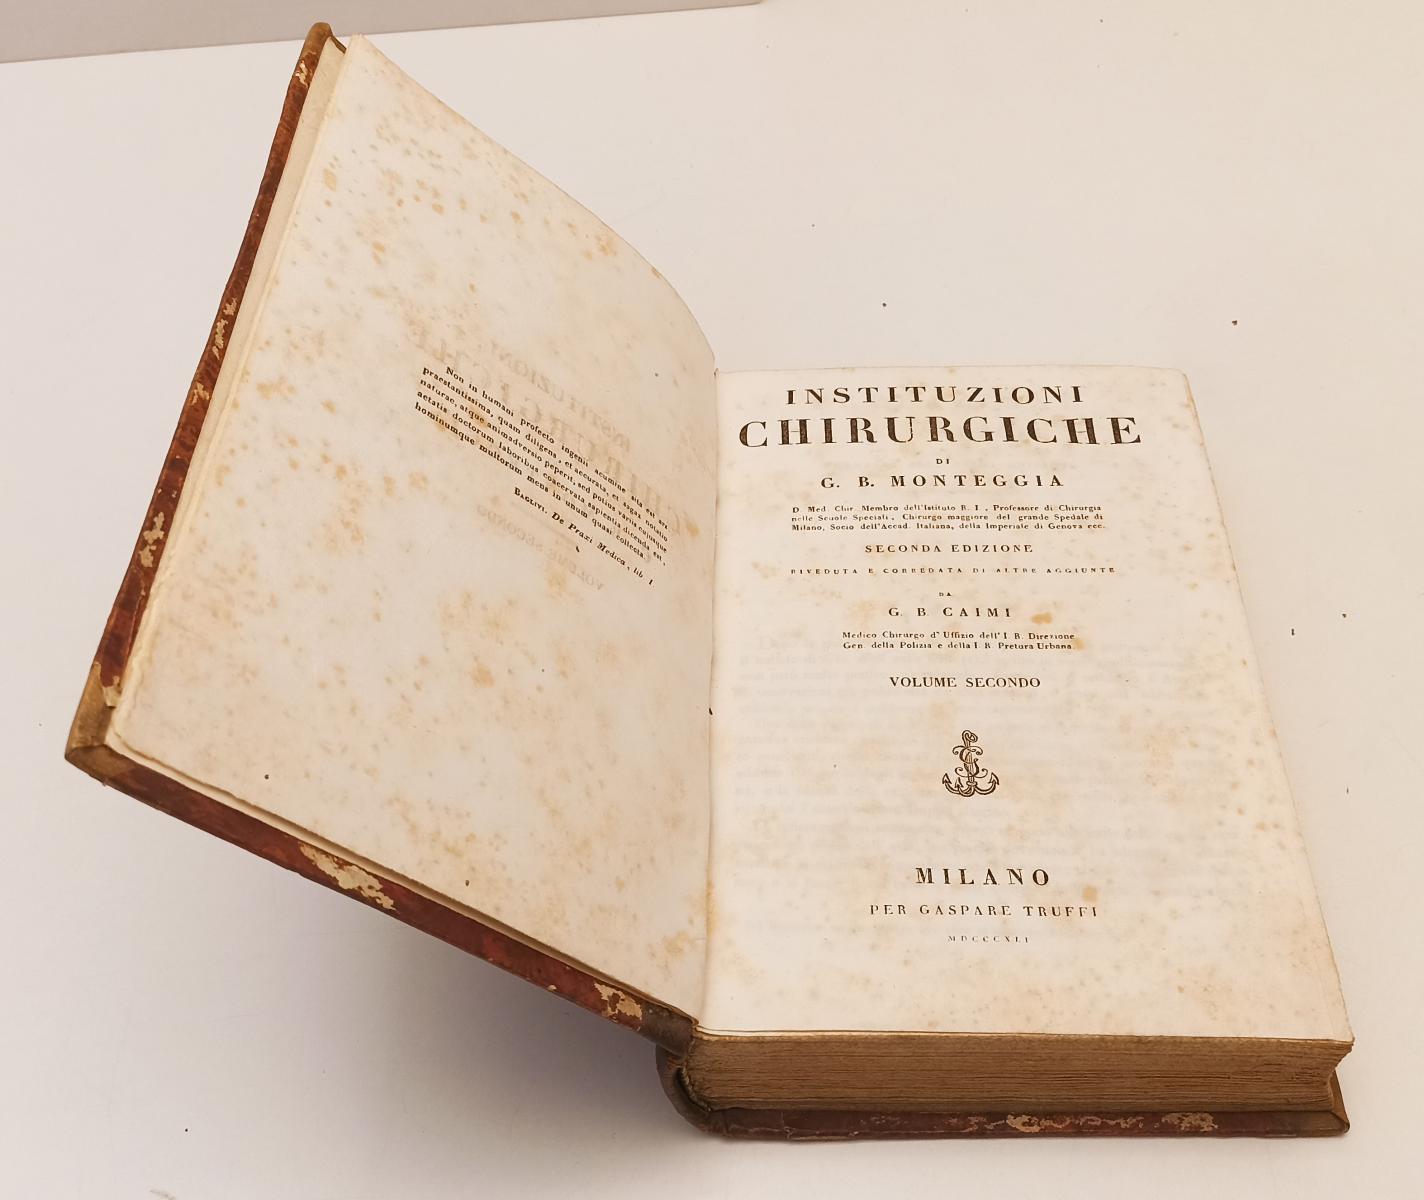 Non in humani profecto ingenii acumine sita est ars
praestantissima, quam diligens, et accurata, et sagax notatio
naturae, atque animadversio peperit, sed potius variis cujusque
aetatis doctorum laboribus coacervata sapientia dicenda est,
hominumque multorum mens in unum quasi collecta.
BAGLIVI. De Praxi Medica, lib. I.
INSTITUZIONI
CHIRURGICHE
DI
G. B. MONTEGGIA
D. Med. Chir. Membro dell'Istituto R. I., Professore di Chirurgia
nelle Scuole Speciali, Chirurgo maggiore del grande Spedale di
Milano, Socio dell'Accad. Italiana, della Imperiale di Genova ecc.
SECONDA EDIZIONE
RIVEDUTA E CORREDATA DI ALTRE AGGIUNTE
DA
G. B. CAIMI
Medico Chirurgo d'Uffizio dell'I. R. Direzione
Gen. della Polizia e della I. R. Pretura Urbana.
VOLUME SECONDO
MILANO
PER GASPARE TRUFFI
MDCCCXLI